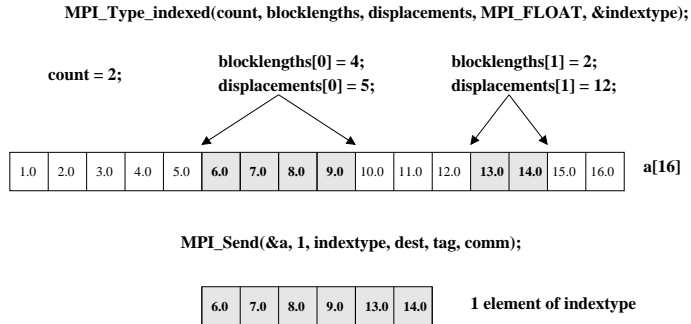 MPI_Type_indexed(count, blocklengths, displacements, MPI_FLOAT, &indextype);
count = 2;
blocklengths[0] = 4;
displacements[0] = 5;
blocklengths[1] = 2;
displacements[1] = 12;
1.0 2.0 3.0 4.0 5.0 6.0 7.0 8.0 9.0 10.0 11.0 12.0 13.0 14.0 15.0 16.0 a[16]
MPI_Send(&a, 1, indextype, dest, tag, comm);
6.0 7.0 8.0 9.0 13.0 14.0 1 element of indextype